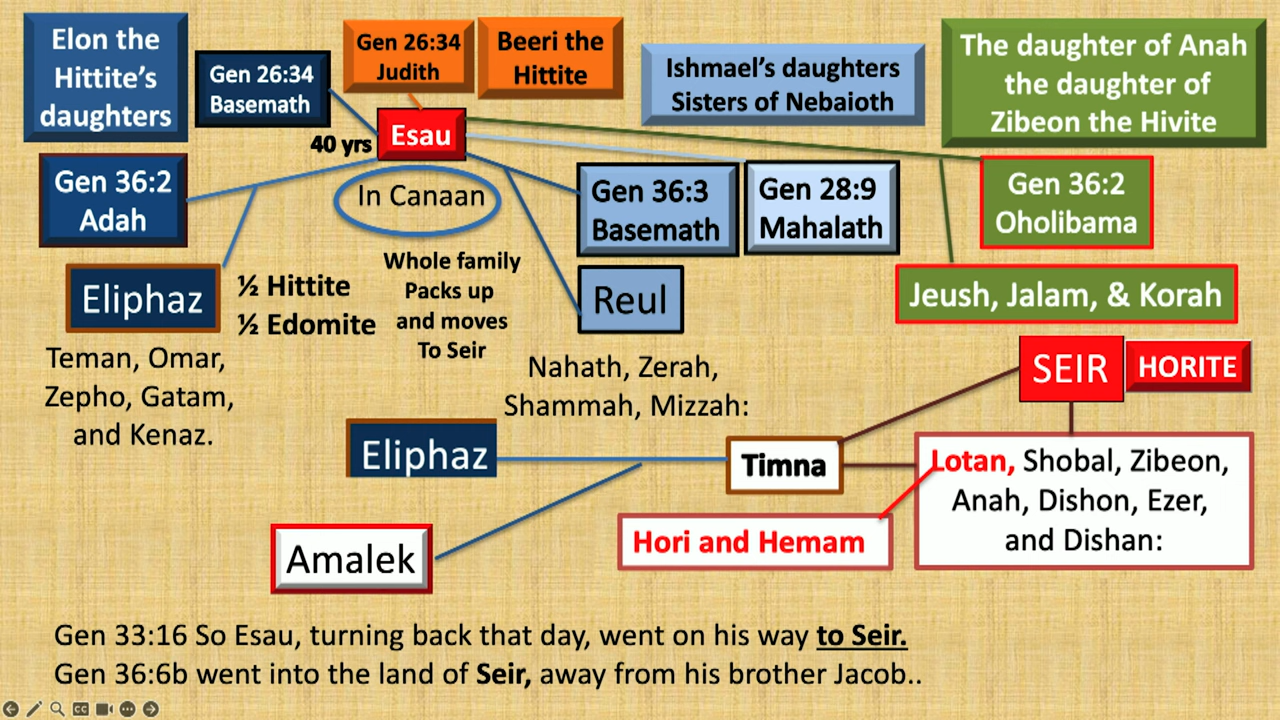 Elon the
Hittite's
daughters
Gen 26:34
Basemath
Gen 26:34
Judith
Beeri the
Hittite
Ishmael's daughters
Sisters of Nebaioth
The daughter of Anah
the daughter of
Zibeon the Hivite
40 yrs
Esau
Gen 36:2
Adah
In Canaan
Gen 36:3
Basemath
Gen 28:9
Mahalath
Gen 36:2
Oholibama
Eliphaz
½ Hittite
½ Edomite
Whole family
Packs up
and moves
To Seir
Reul
Jeush, Jalam, & Korah
Teman, Omar,
Zepho, Gatam,
and Kenaz.
Nahath, Zerah,
Shammah, Mizzah:
SEIR
HORITE
Eliphaz
Timna
Lotan, Shobal, Zibeon,
Anah, Dishon, Ezer,
and Dishan:
Hori and Hemam
Amalek
Gen 33:16 So Esau, turning back that day, went on his way to Seir.
Gen 36:6b went into the land of Seir, away from his brother Jacob..
CC